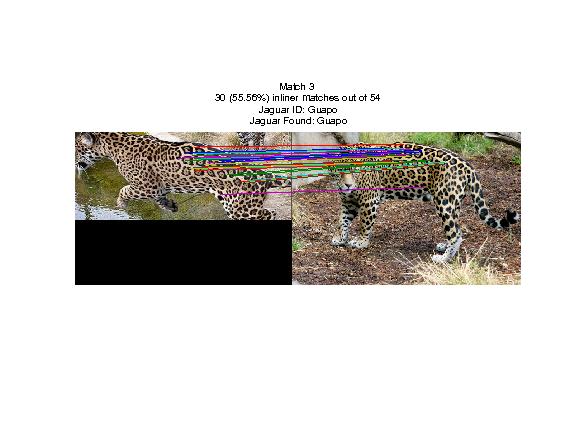 Match 3
30 (55.56%) inlier matches out of 54
Jaguar ID: Guapo
Jaguar Found: Guapo